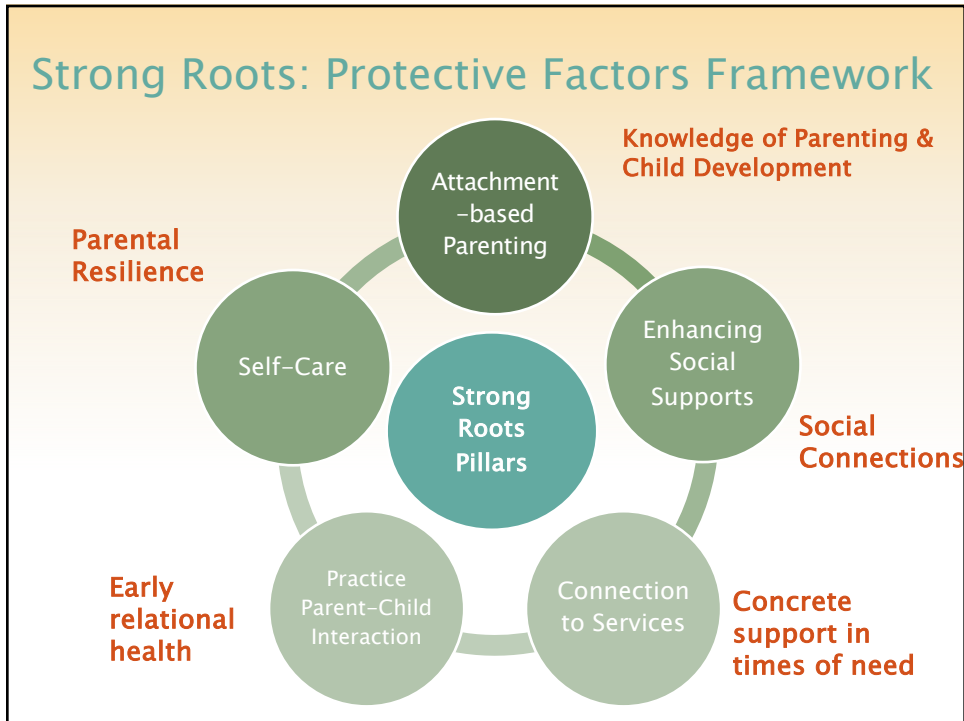 Strong Roots: Protective Factors Framework
Knowledge of Parenting &
Child Development
Attachment
-based
Parenting
Parental
Resilience
Enhancing
Social
Supports
Self-Care
Strong
Roots
Pillars
Social
Connections
Practice
Parent-Child
Interaction
Connection
to Services
Early
relational
health
Concrete
support in
times of need